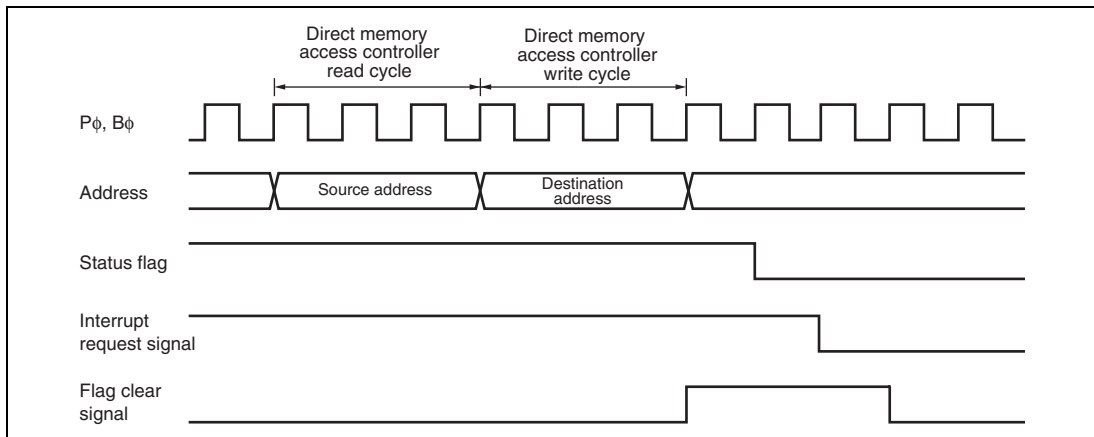 Direct memory
access controller
read cycle
Direct memory
access controller
write cycle
Pϕ, Bϕ
Address
Source address
Destination
address
Status flag
Interrupt
request signal
Flag clear
signal